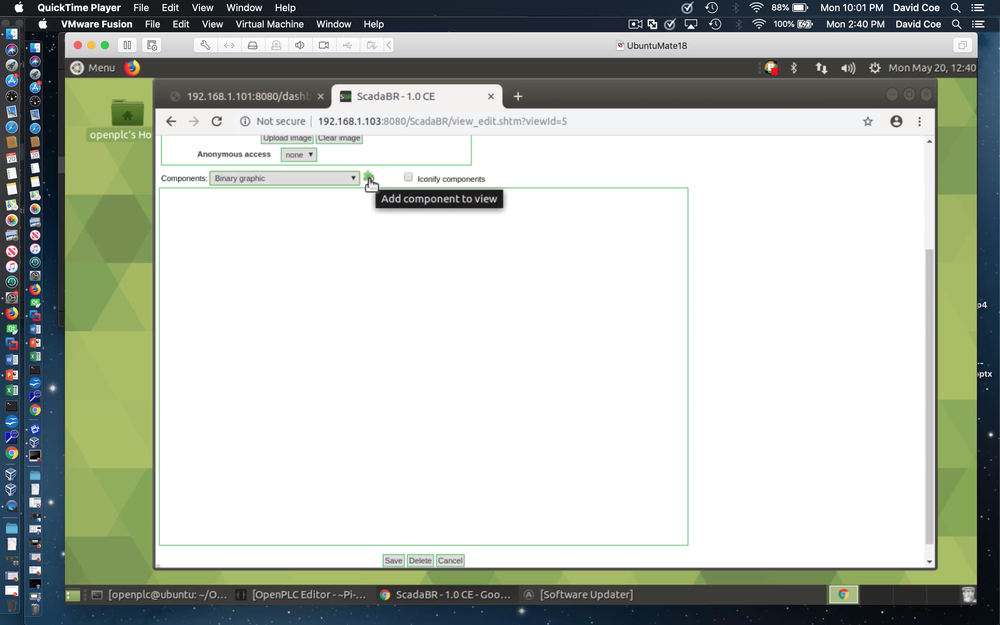 QuickTime Player File Edit View Window Help 88% Mon 10:01 PM David Coe
VMware Fusion File Edit View Virtual Machine Window Help 100% Mon 2:40 PM David Coe
UbuntuMate18
Menu Mon May 20, 12:40
192.168.1.101:8080/dashb ScadaBR - 1.0 CE
openplc's Ho
Not secure 192.168.1.103:8080/ScadaBR/view_edit.shtm?viewId=5
Upload image Clear image
Anonymous access none
Components: Binary graphic Iconify components
Add component to view
p4
pptx
Save Delete Cancel
[openplc@ubuntu: ~/O... [OpenPLC Editor - ~Pi-... ScadaBR - 1.0 CE - Goo... [Software Updater]